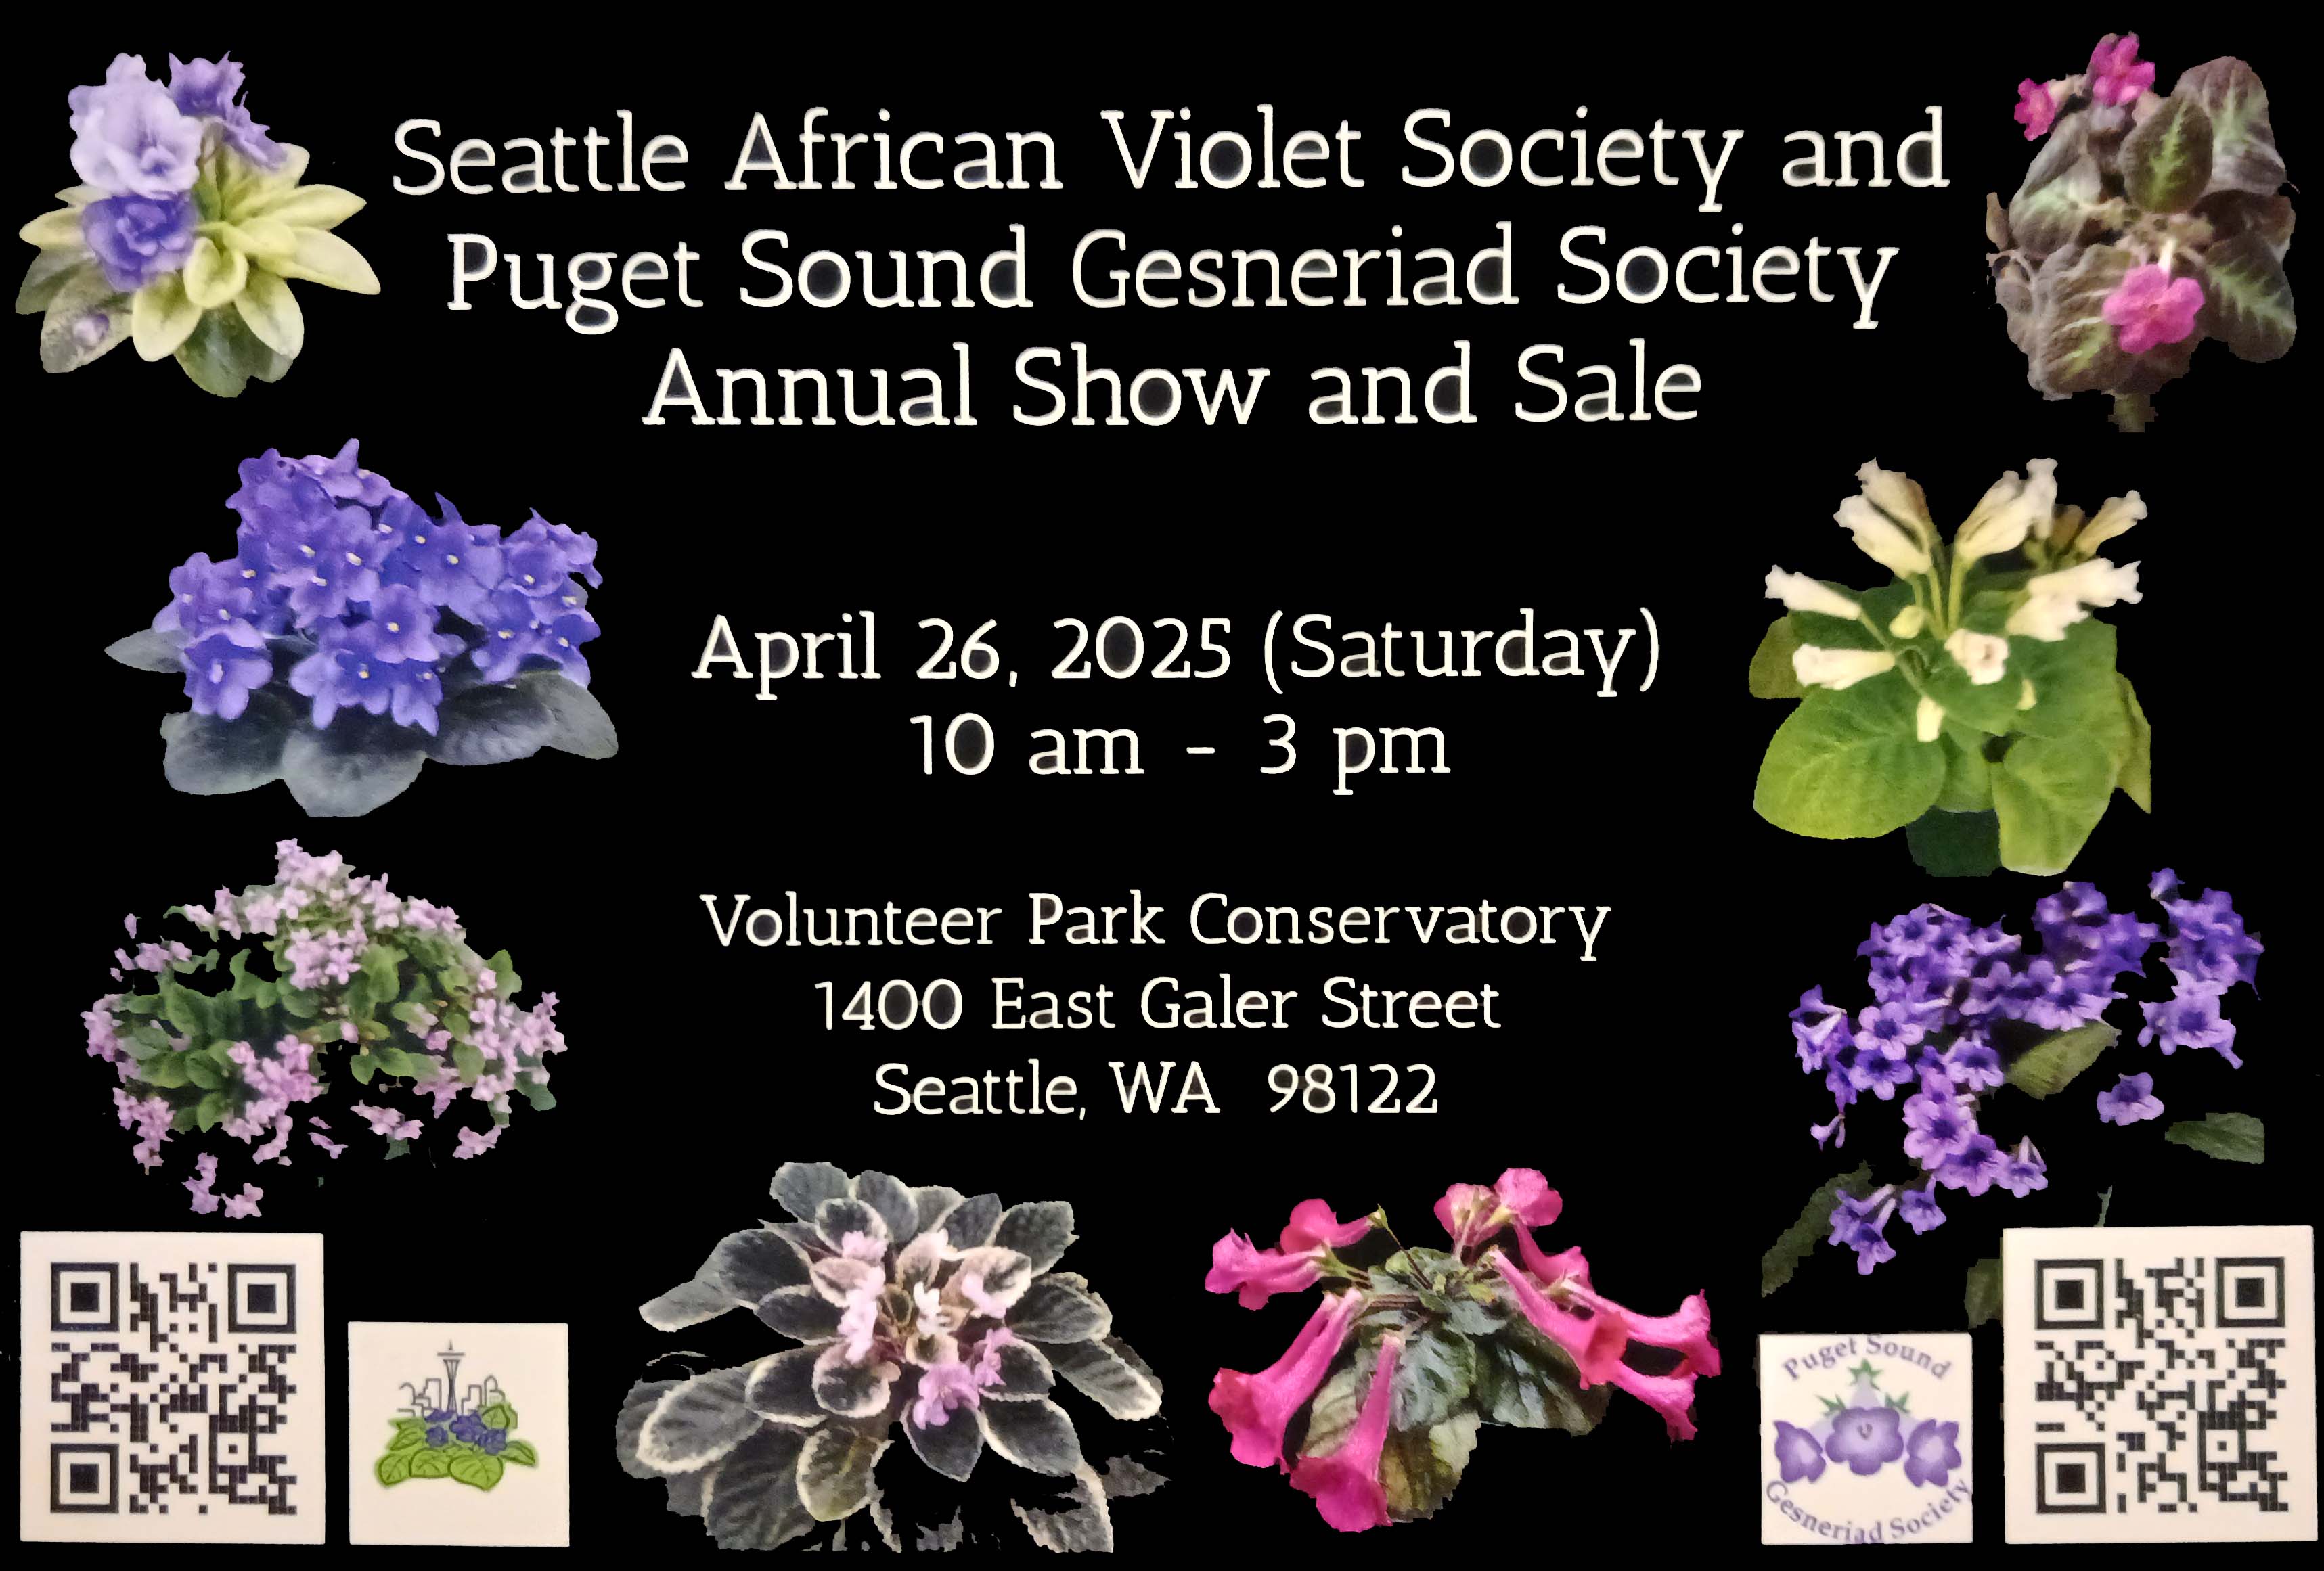 Seattle African Violet Society and
Puget Sound Gesneriad Society
Annual Show and Sale
April 26, 2025 (Saturday)
10 am - 3 pm
Volunteer Park Conservatory
1400 East Galer Street
Seattle, WA 98122
Puget Sound
Gesneriad Society